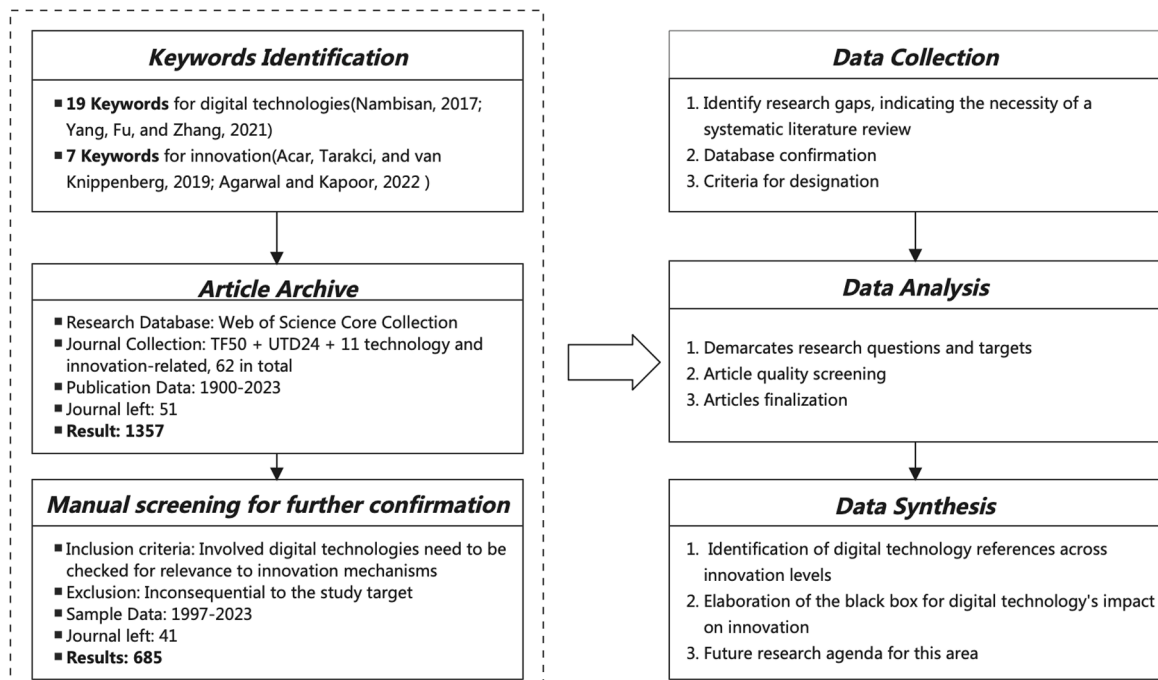 Keywords Identification
▪ 19 Keywords for digital technologies(Nambisan, 2017;
Yang, Fu, and Zhang, 2021)
▪ 7 Keywords for innovation(Acar, Tarakci, and van
Knippenberg, 2019; Agarwal and Kapoor, 2022 )
Article Archive
▪ Research Database: Web of Science Core Collection
▪ Journal Collection: TF50 + UTD24 + 11 technology and
innovation-related, 62 in total
▪ Publication Data: 1900-2023
▪ Journal left: 51
▪ Result: 1357
Manual screening for further confirmation
▪ Inclusion criteria: Involved digital technologies need to be
checked for relevance to innovation mechanisms
▪ Exclusion: Inconsequential to the study target
▪ Sample Data: 1997-2023
▪ Journal left: 41
▪ Results: 685
Data Collection
1. Identify research gaps, indicating the necessity of a
systematic literature review
2. Database confirmation
3. Criteria for designation
Data Analysis
1. Demarcates research questions and targets
2. Article quality screening
3. Articles finalization
Data Synthesis
1. Identification of digital technology references across
innovation levels
2. Elaboration of the black box for digital technology's impact
on innovation
3. Future research agenda for this area